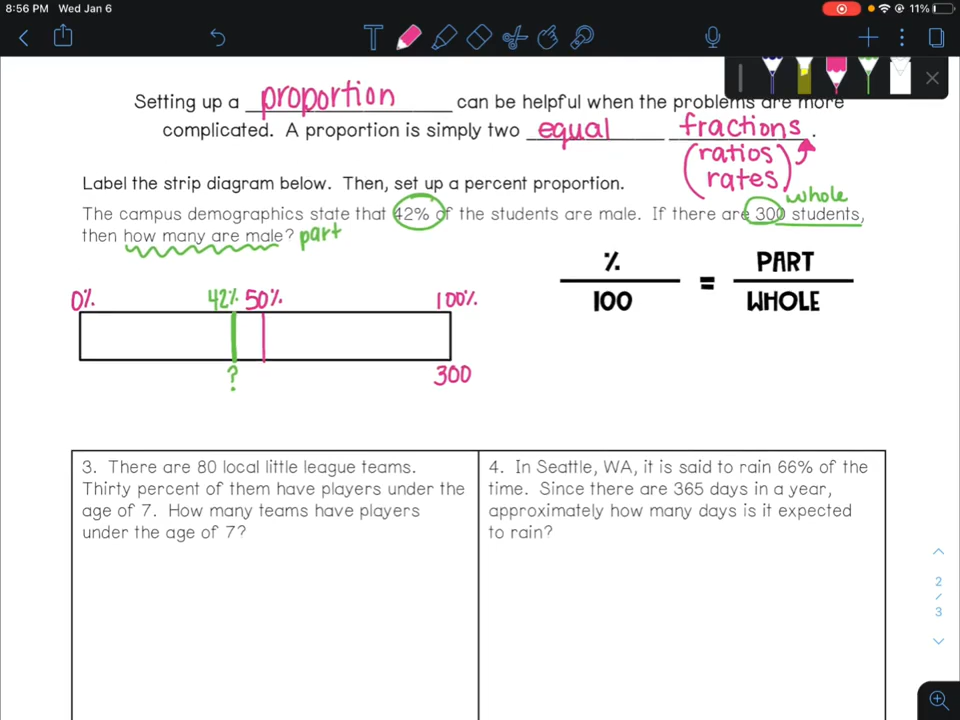 8:56 PM Wed Jan 6
11%
Setting up a proportion can be helpful when the problems are more
complicated. A proportion is simply two equal fractions.
(ratios
rates)
Label the strip diagram below. Then, set up a percent proportion.
whole
The campus demographics state that 42% of the students are male. If there are 300 students,
then how many are male? part
% PART
100 = WHOLE
0% 42% 50% 100%
? 300
3. There are 80 local little league teams.
Thirty percent of them have players under the
age of 7. How many teams have players
under the age of 7?
4. In Seattle, WA, it is said to rain 66% of the
time. Since there are 365 days in a year,
approximately how many days is it expected
to rain?
2
/
3